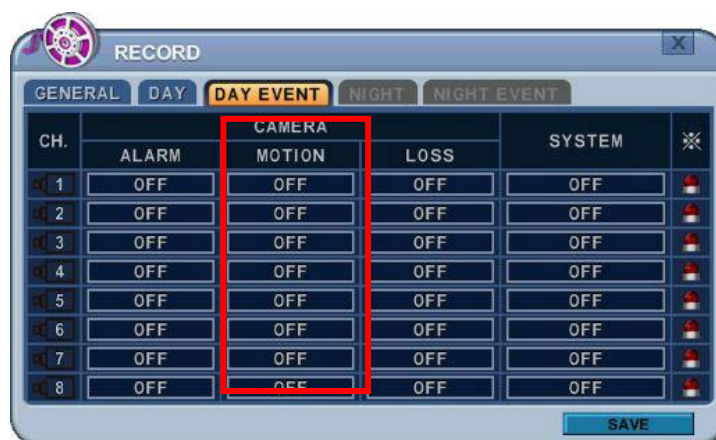 RECORD X
GENERAL DAY DAY EVENT NIGHT NIGHT EVENT
CH. CAMERA SYSTEM ※
ALARM MOTION LOSS
1 OFF OFF OFF OFF
2 OFF OFF OFF OFF
3 OFF OFF OFF OFF
4 OFF OFF OFF OFF
5 OFF OFF OFF OFF
6 OFF OFF OFF OFF
7 OFF OFF OFF OFF
8 OFF OFF OFF OFF
SAVE